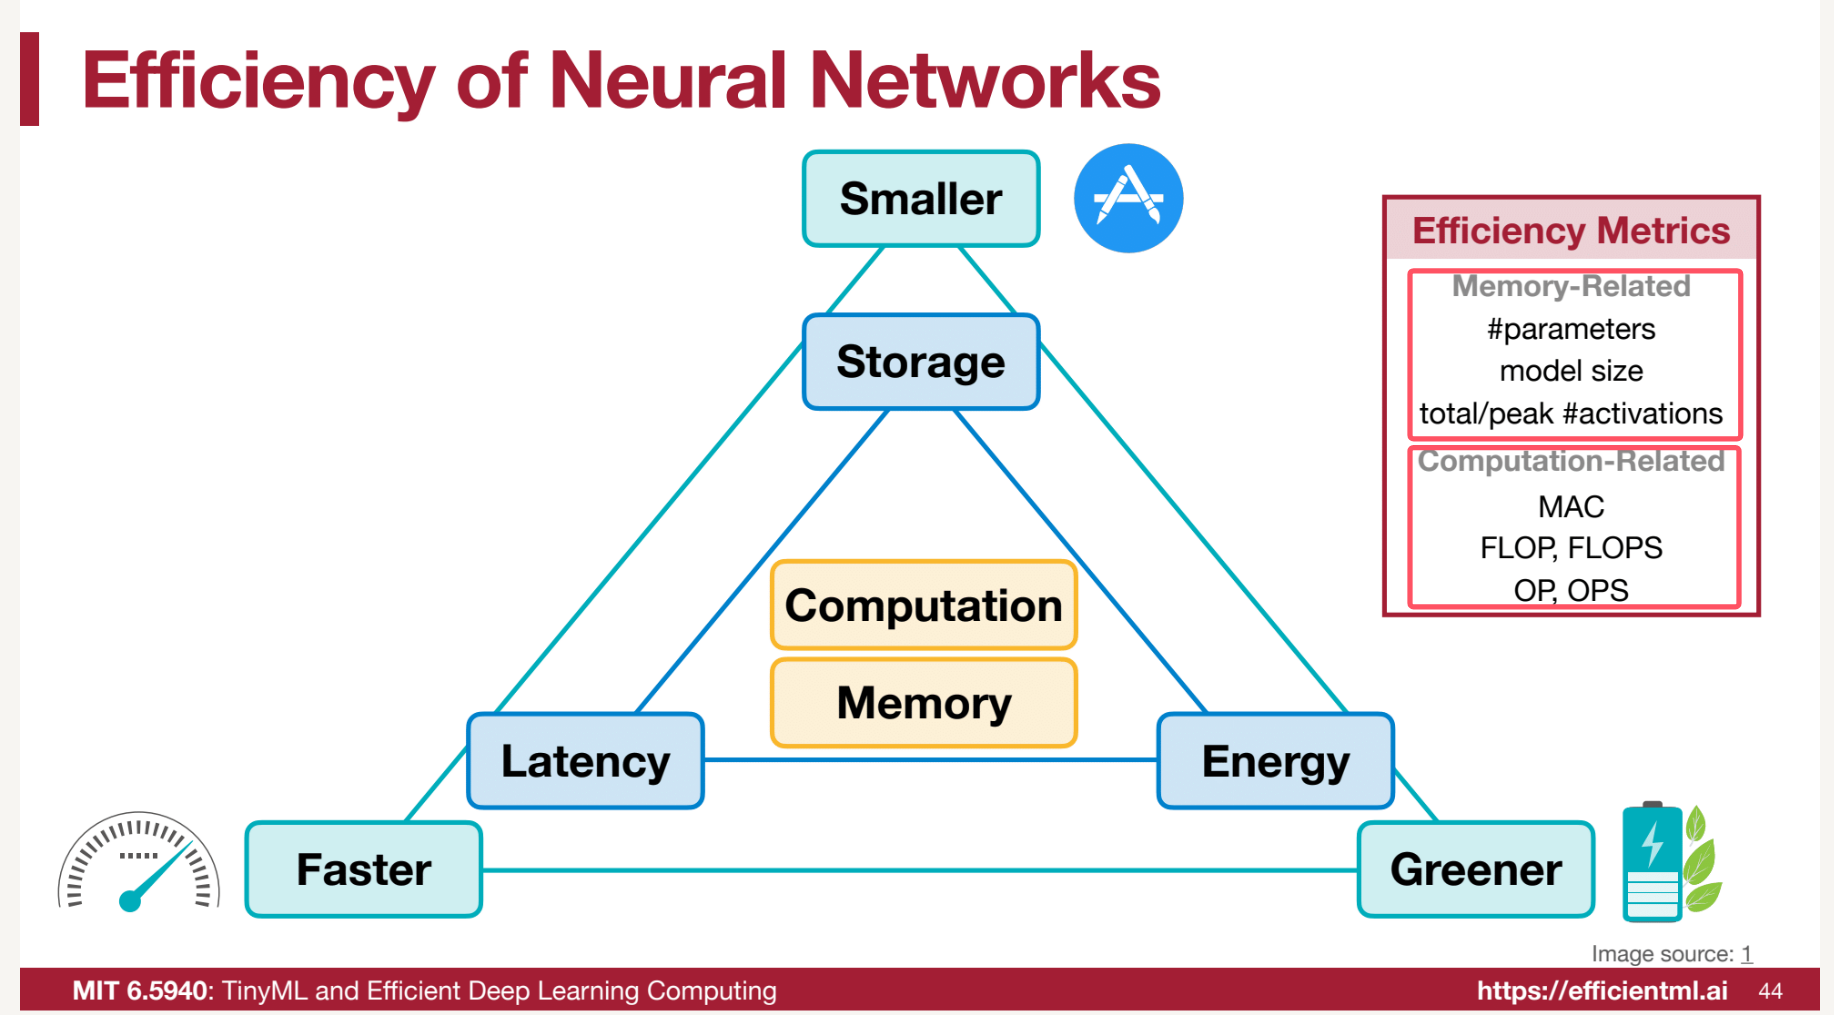 Efficiency of Neural Networks
Smaller
Storage
Computation
Memory
Latency
Energy
Faster
Greener
Efficiency Metrics
Memory-Related
#parameters
model size
total/peak #activations
Computation-Related
MAC
FLOP, FLOPS
OP, OPS
Image source: 1
MIT 6.5940: TinyML and Efficient Deep Learning Computing
https://efficientml.ai 44